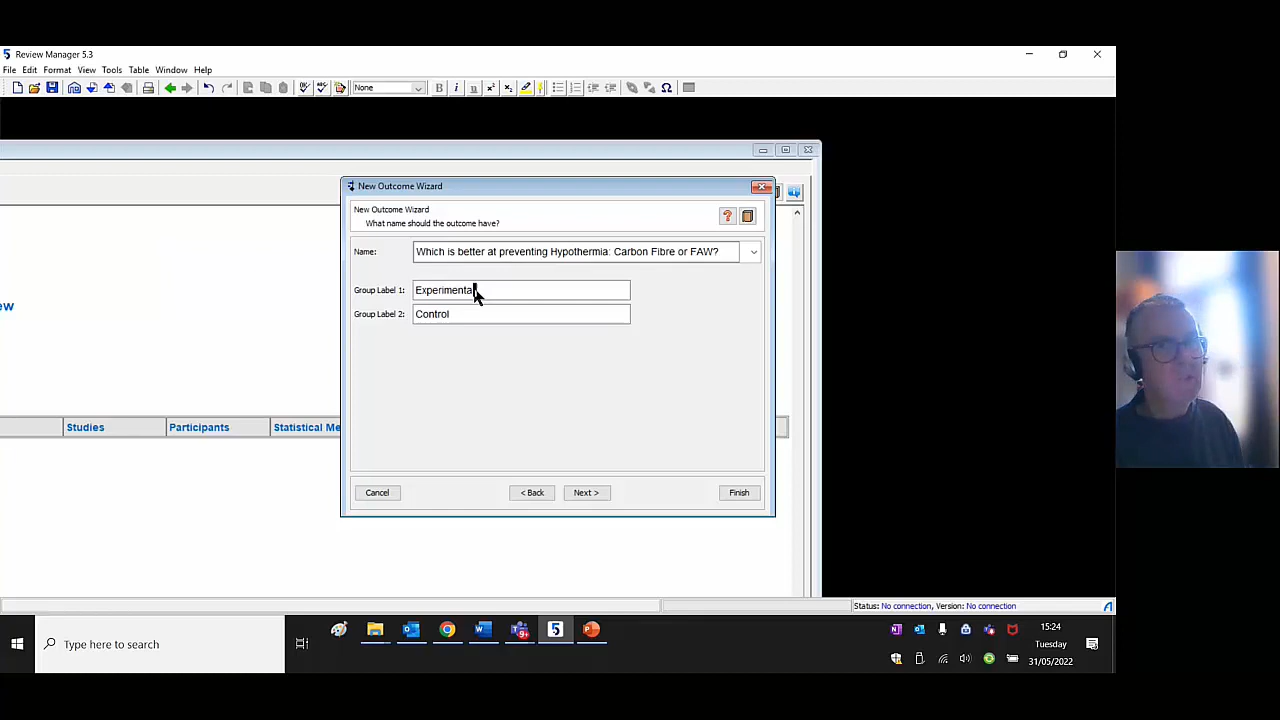 5 Review Manager 5.3
File Edit Format View Tools Table Window Help
None B i u x² x₂ Ω
New Outcome Wizard
New Outcome Wizard
What name should the outcome have?
Name: Which is better at preventing Hypothermia: Carbon Fibre or FAW?
Group Label 1: Experimental
Group Label 2: Control
ew
Studies Participants Statistical Me
Cancel < Back Next > Finish
Status: No connection, Version: No connection
Type here to search
15:24
Tuesday
31/05/2022